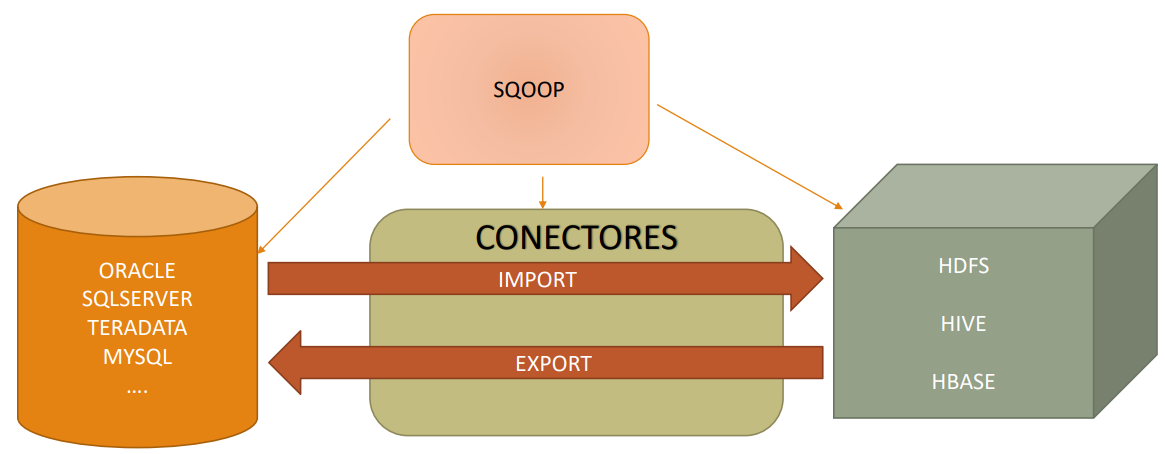 SQOOP
CONECTORES
ORACLE
SQLSERVER
TERADATA
MYSQL
....
IMPORT
EXPORT
HDFS
HIVE
HBASE